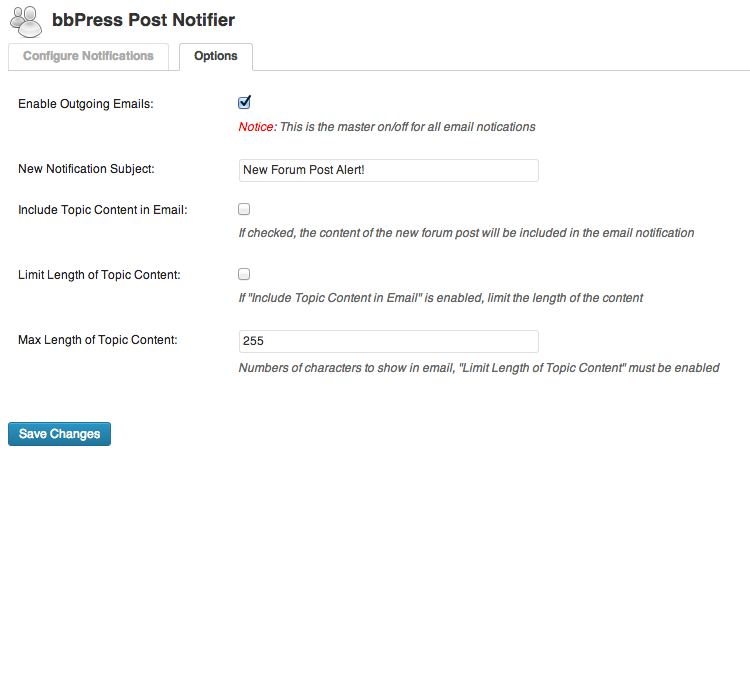 bbPress Post Notifier
Configure Notifications
Options
Enable Outgoing Emails:
Notice: This is the master on/off for all email notications
New Notification Subject:
New Forum Post Alert!
Include Topic Content in Email:
If checked, the content of the new forum post will be included in the email notification
Limit Length of Topic Content:
If "Include Topic Content in Email" is enabled, limit the length of the content
Max Length of Topic Content:
255
Numbers of characters to show in email, "Limit Length of Topic Content" must be enabled
Save Changes